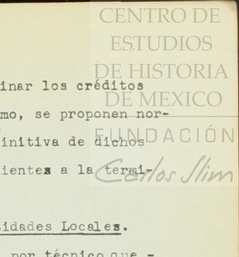 CENTRO DE
ESTUDIOS
DE HISTORIA
DE MEXICO
FUNDACIÓN
Carlos Slim
inar los créditos
mo, se proponen nor-
initiva de dichos
ientes a la termi-
tidades Locales.
por técnico que -